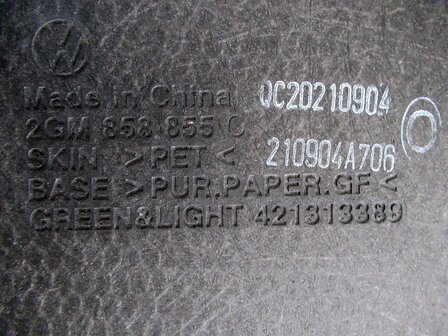 Made in China QC20210904
2GM 858 855 C
SKIN >PET< 210904A706
BASE >PUR.PAPER.GF<
GREEN&LIGHT 421313389